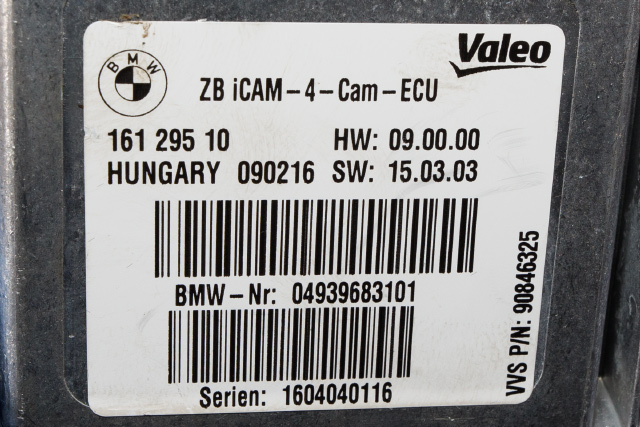 BMW
Valeo
ZB iCAM-4-Cam-ECU
161 295 10 HW: 09.00.00
HUNGARY 090216 SW: 15.03.03
BMW-Nr: 04939683101
Serien: 1604040116
VVS P/N: 90846325